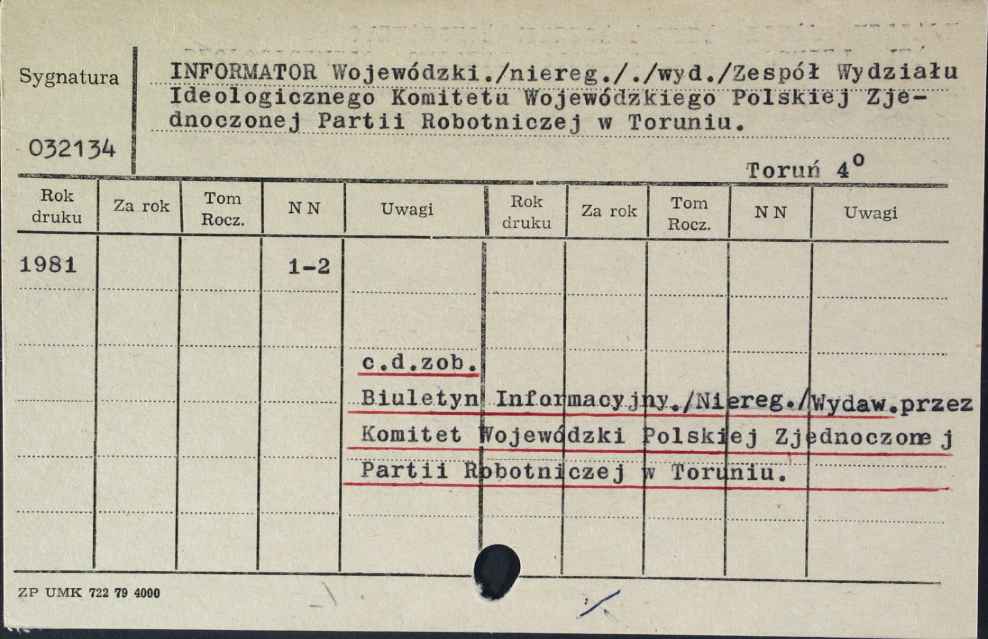 Sygnatura
032134
INFORMATOR Wojewódzki./niereg././wyd./Zespół Wydziału
Ideologicznego Komitetu Wojewódzkiego Polskiej Zje-
dnoczonej Partii Robotniczej w Toruniu.
Toruń 4°
Rok druku Za rok Tom Rocz. NN Uwagi Rok druku Za rok Tom Rocz. NN Uwagi
1981 1-2
c.d.zob.
Biuletyn Informacyjny./Niereg./Wydaw.przez
Komitet Wojewódzki Polskiej Zjednoczonej
Partii Robotniczej w Toruniu.
ZP UMK 722 79 4000